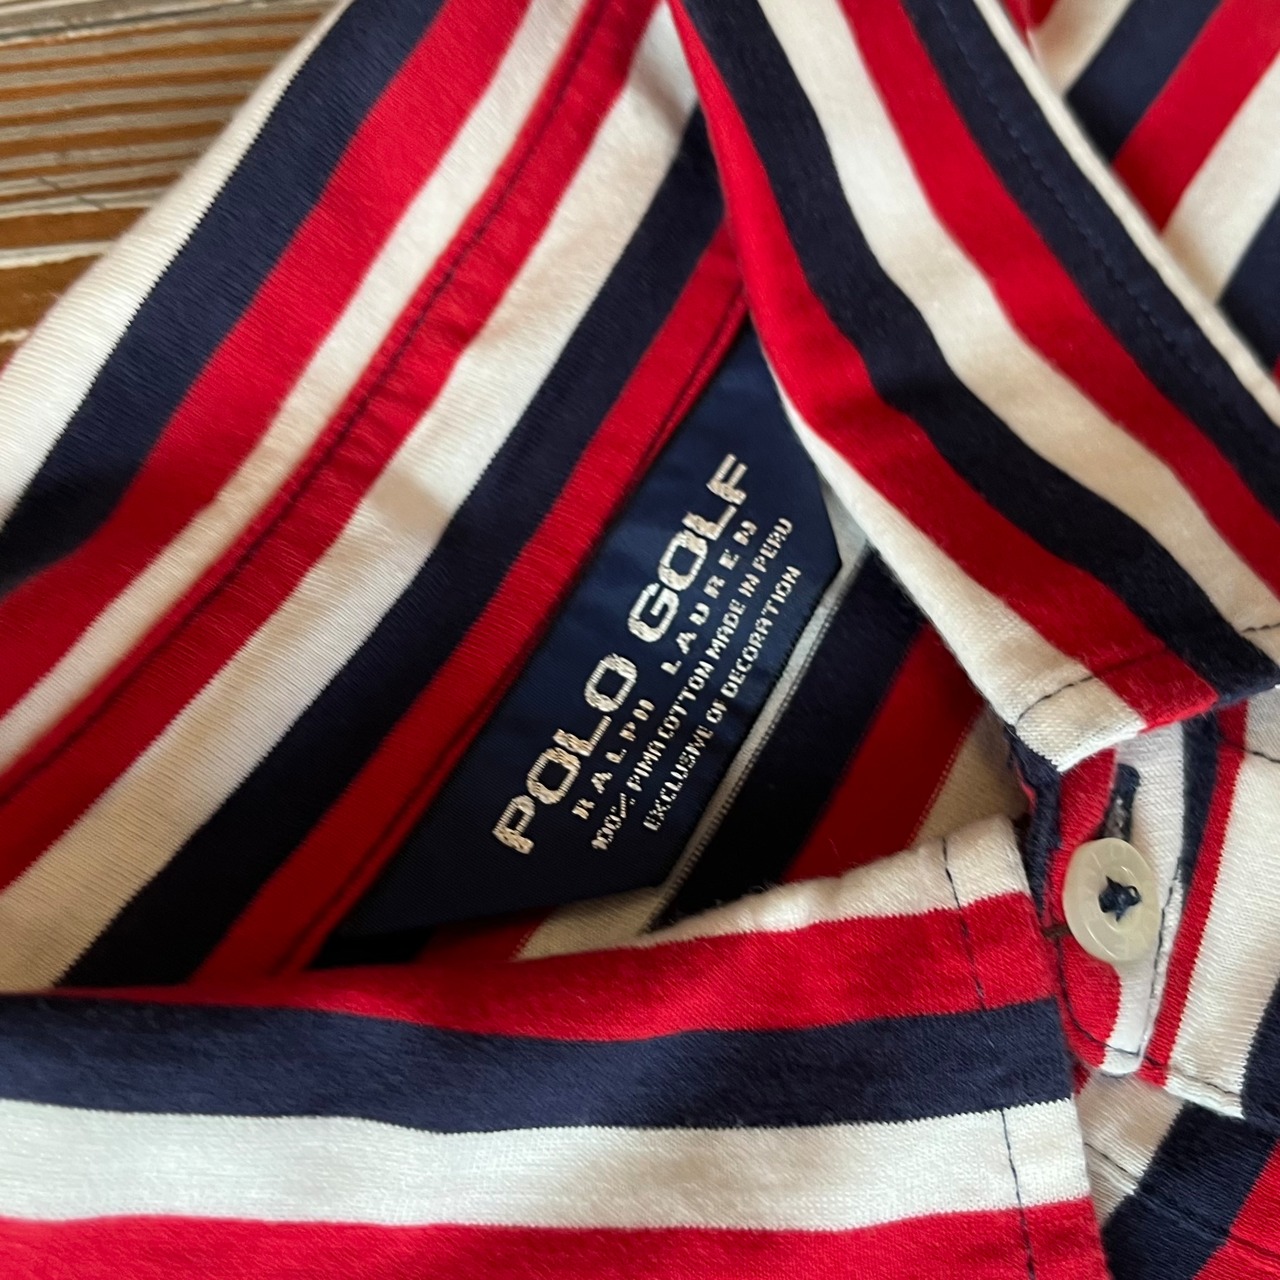 POLO GOLF
RALPH LAUREN
100% PIMA COTTON MADE IN PERU
EXCLUSIVE OF DECORATION